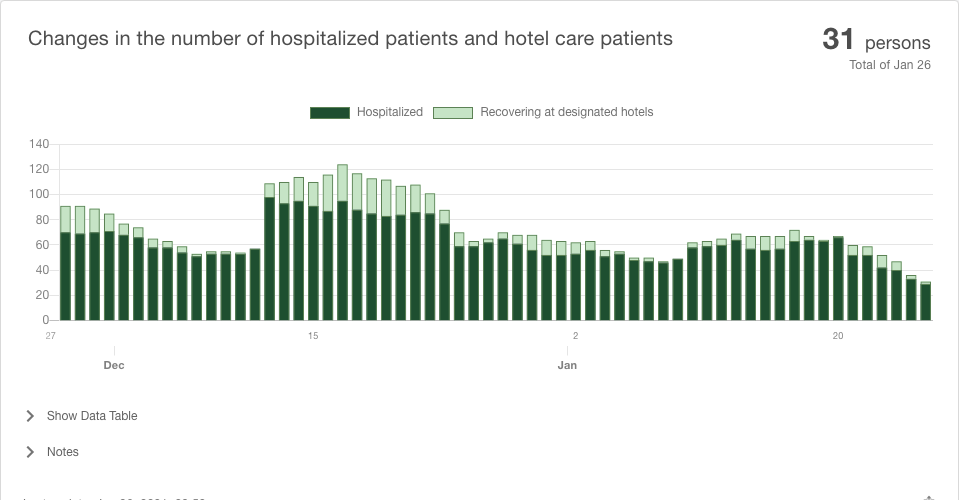 Changes in the number of hospitalized patients and hotel care patients
31 persons
Total of Jan 26
Hospitalized
Recovering at designated hotels
140
120
100
80
60
40
20
0
27 15 2 20
Dec Jan
Show Data Table
Notes